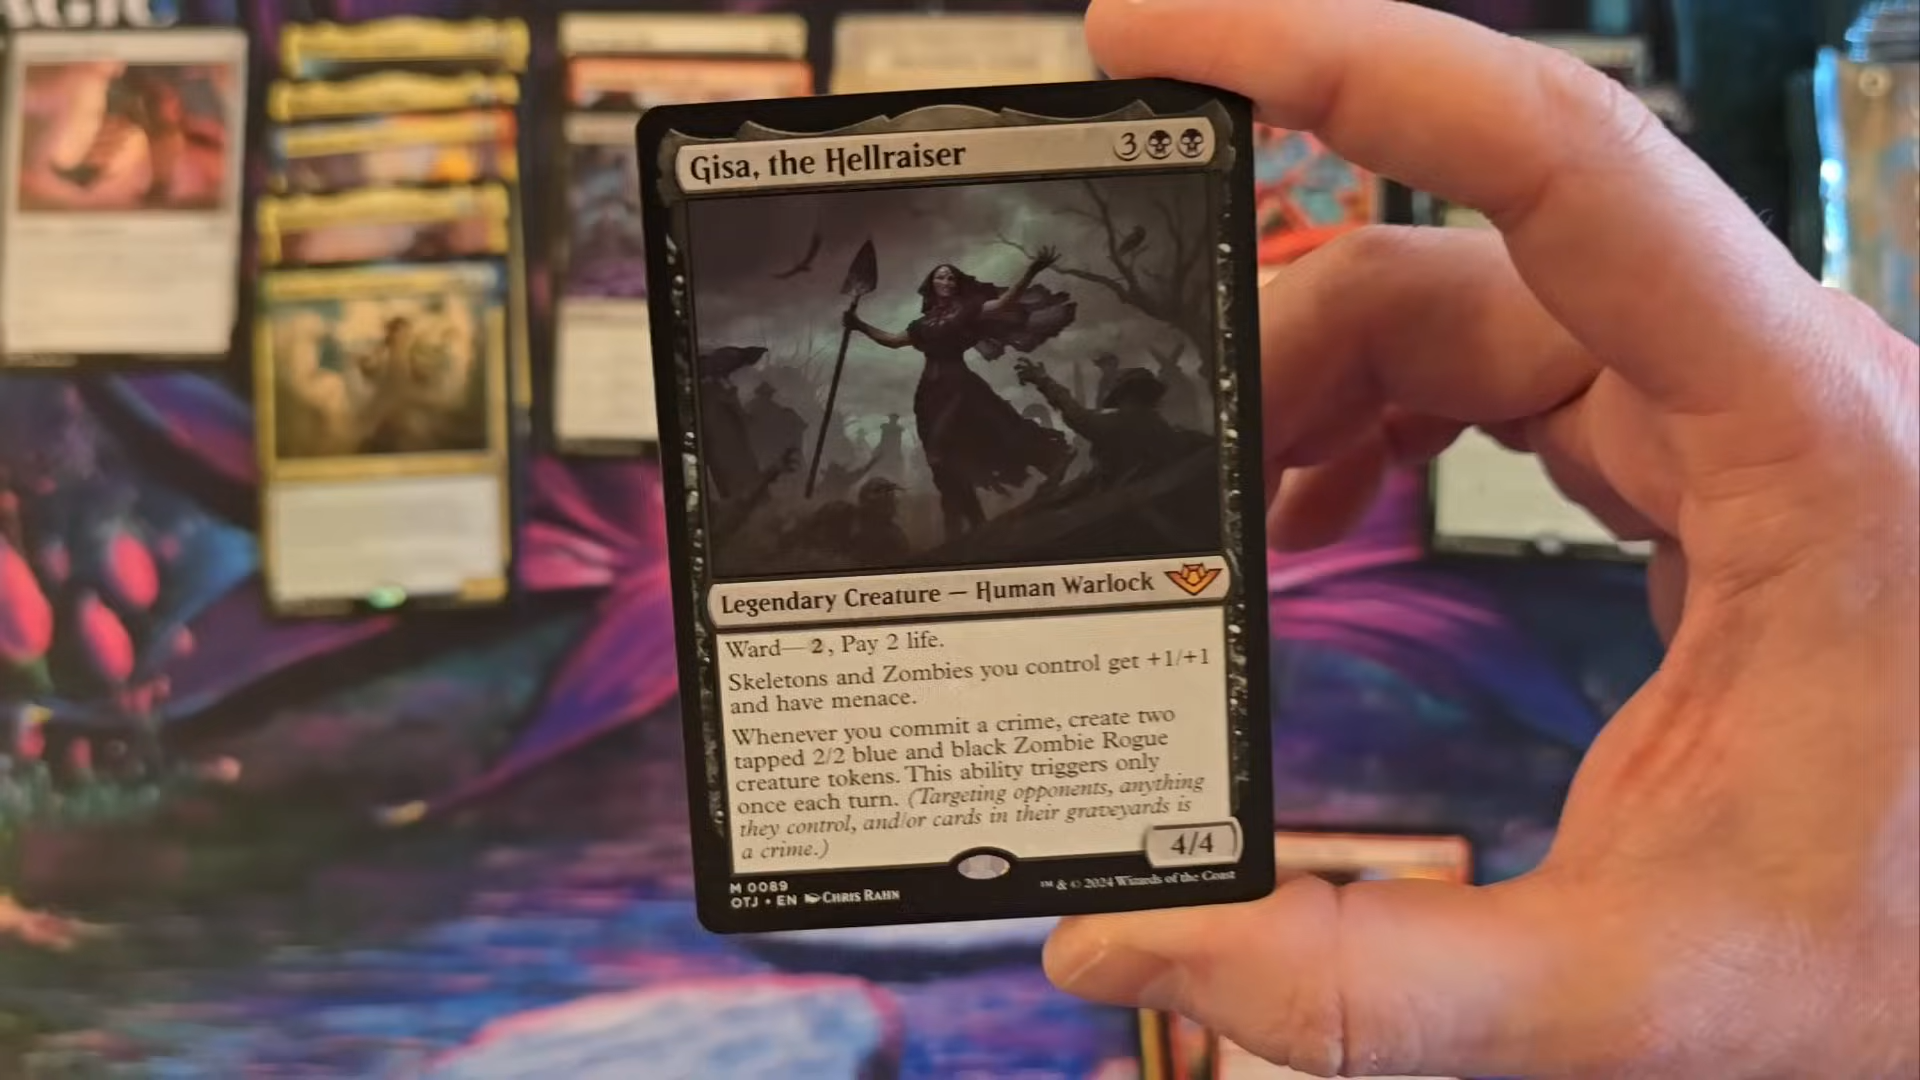 Gisa, the Hellraiser 3
Legendary Creature — Human Warlock
Ward—2, Pay 2 life.
Skeletons and Zombies you control get +1/+1
and have menace.
Whenever you commit a crime, create two
tapped 2/2 blue and black Zombie Rogue
creature tokens. This ability triggers only
once each turn. (Targeting opponents, anything
they control, and/or cards in their graveyards is
a crime.)
4/4
M 0089
OTJ • EN Chris Rahn
™ & © 2024 Wizards of the Coast